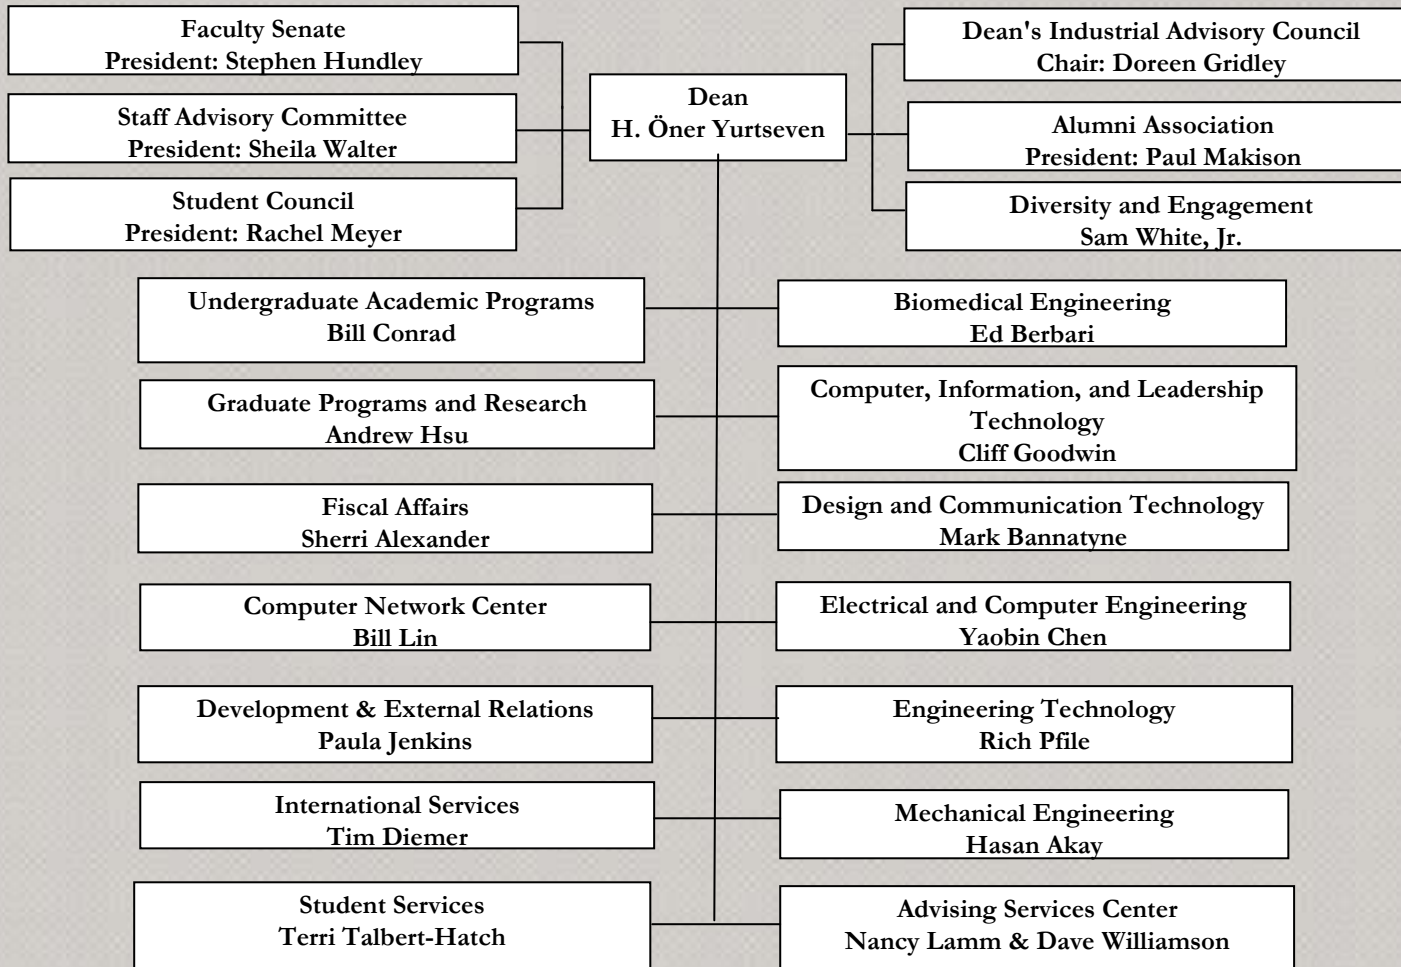 Faculty Senate
President: Stephen Hundley
Staff Advisory Committee
President: Sheila Walter
Student Council
President: Rachel Meyer
Dean
H. Öner Yurtseven
Dean's Industrial Advisory Council
Chair: Doreen Gridley
Alumni Association
President: Paul Makison
Diversity and Engagement
Sam White, Jr.
Undergraduate Academic Programs
Bill Conrad
Biomedical Engineering
Ed Berbari
Graduate Programs and Research
Andrew Hsu
Computer, Information, and Leadership
Technology
Cliff Goodwin
Fiscal Affairs
Sherri Alexander
Design and Communication Technology
Mark Bannatyne
Computer Network Center
Bill Lin
Electrical and Computer Engineering
Yaobin Chen
Development & External Relations
Paula Jenkins
Engineering Technology
Rich Pfile
International Services
Tim Diemer
Mechanical Engineering
Hasan Akay
Student Services
Terri Talbert-Hatch
Advising Services Center
Nancy Lamm & Dave Williamson